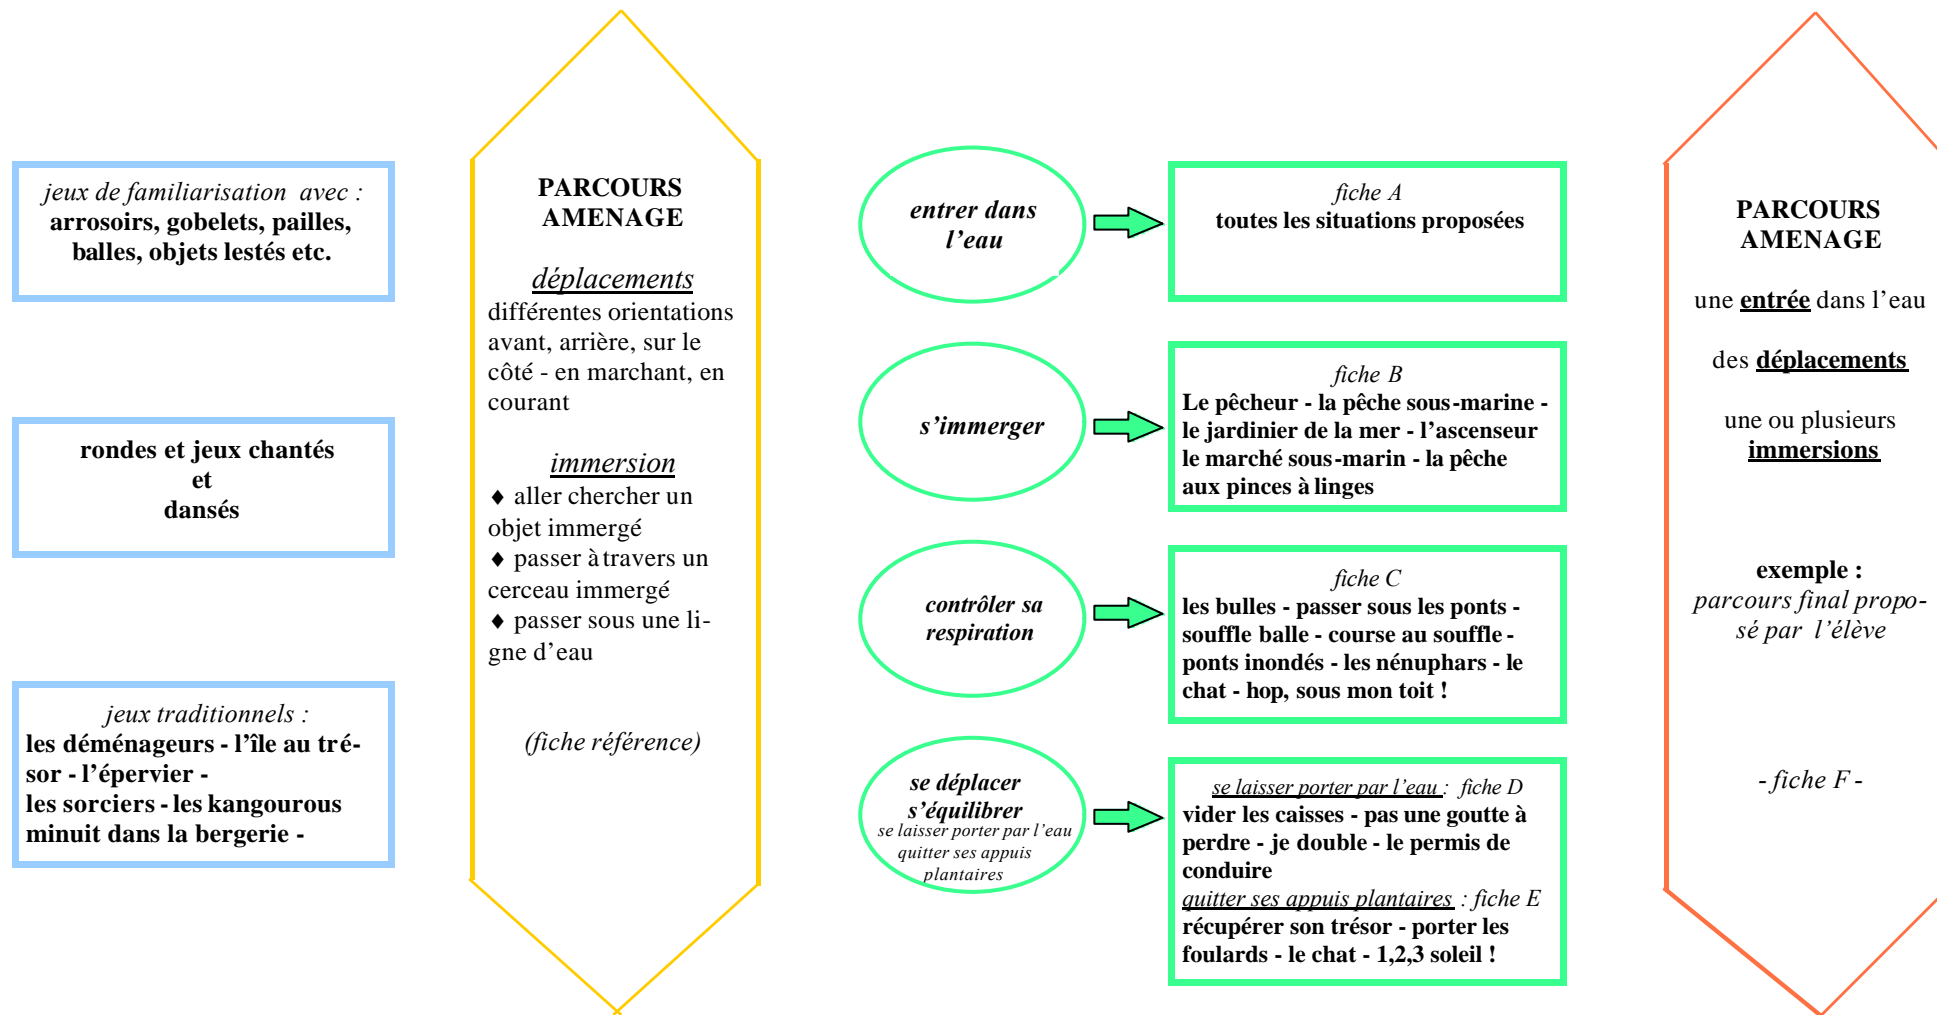 jeux de familiarisation avec :
arrosoirs, gobelets, pailles,
balles, objets lestés etc.
rondes et jeux chantés
et
dansés
jeux traditionnels :
les déménageurs - l'île au tré-
sor - l'épervier -
les sorciers - les kangourous
minuit dans la bergerie -
PARCOURS
AMENAGE
déplacements
différentes orientations
avant, arrière, sur le
côté - en marchant, en
courant
immersion
♦ aller chercher un
objet immergé
♦ passer à travers un
cerceau immergé
♦ passer sous une li-
gne d'eau
(fiche référence)
entrer dans
l'eau
fiche A
toutes les situations proposées
s'immerger
fiche B
Le pêcheur - la pêche sous-marine -
le jardinier de la mer - l'ascenseur
le marché sous-marin - la pêche
aux pinces à linges
contrôler sa
respiration
fiche C
les bulles - passer sous les ponts -
souffle balle - course au souffle -
ponts inondés - les nénuphars - le
chat - hop, sous mon toit !
se déplacer
s'équilibrer
se laisser porter par l'eau
quitter ses appuis
plantaires
se laisser porter par l'eau : fiche D
vider les caisses - pas une goutte à
perdre - je double - le permis de
conduire
quitter ses appuis plantaires : fiche E
récupérer son trésor - porter les
foulards - le chat - 1,2,3 soleil !
PARCOURS
AMENAGE
une entrée dans l'eau
des déplacements
une ou plusieurs
immersions
exemple :
parcours final propo-
sé par l'élève
- fiche F -